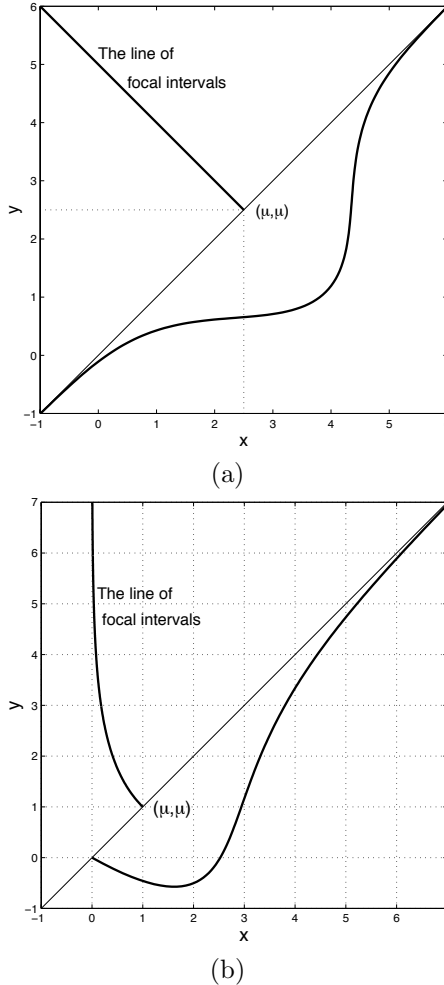 6
5
4
3
2
1
0
−1
y
The line of
focal intervals
(μ,μ)
−1 0 1 2 3 4 5
x
(a)
7
6
5
4
3
2
1
0
−1
y
The line of
focal intervals
(μ,μ)
−1 0 1 2 3 4 5 6
x
(b)